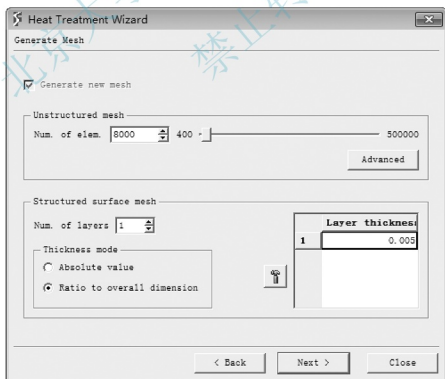 Heat Treatment Wizard
Generate Mesh
Generate new mesh
Unstructured mesh
Num. of elem. 8000 400 500000
Advanced
Structured surface mesh
Num. of layers 1
Layer thicknes
1 0.005
Thickness mode
Absolute value
Ratio to overall dimension
< Back Next > Close